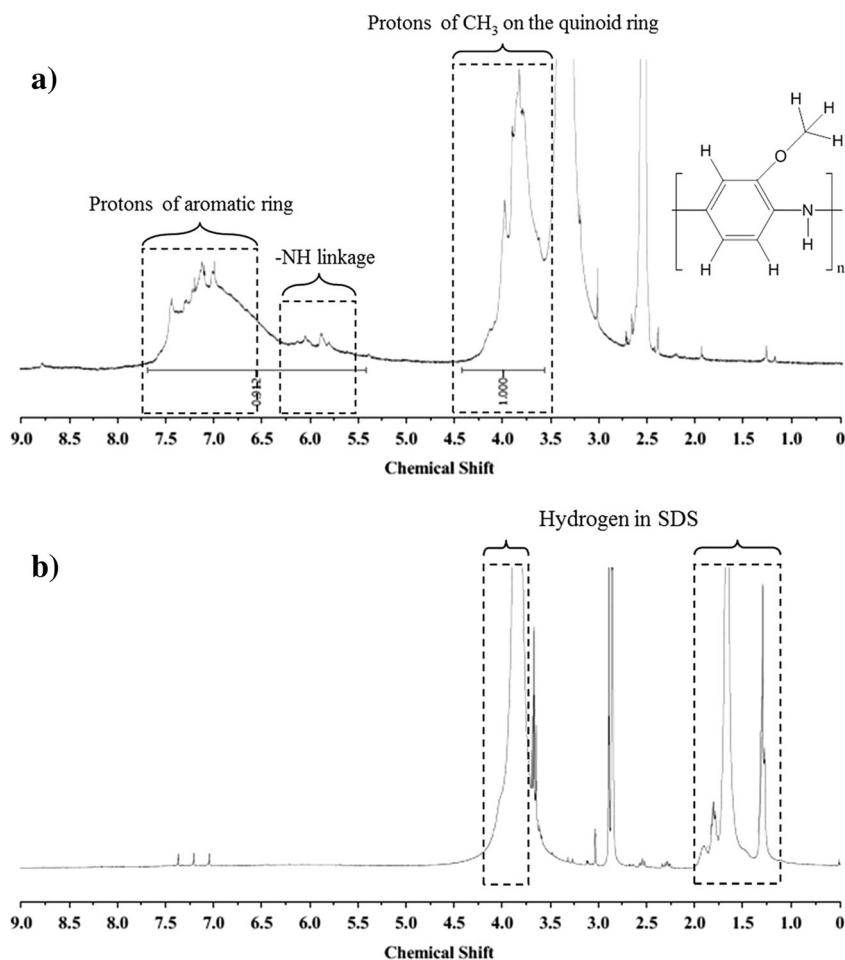 Protons of CH₃ on the quinoid ring
a)
H
H
H
H
O
Protons of aromatic ring
N
-NH linkage
H
H
H
n
0.912
1.000
9.0 8.5 8.0 7.5 7.0 6.5 6.0 5.5 5.0 4.5 4.0 3.5 3.0 2.5 2.0 1.5 1.0 0
Chemical Shift
Hydrogen in SDS
b)
9.0 8.5 8.0 7.5 7.0 6.5 6.0 5.5 5.0 4.5 4.0 3.5 3.0 2.5 2.0 1.5 1.0 0
Chemical Shift